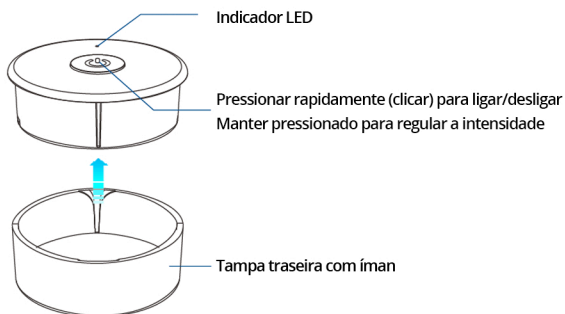 Indicador LED
Pressionar rapidamente (clicar) para ligar/desligar
Manter pressionado para regular a intensidade
Tampa traseira com íman